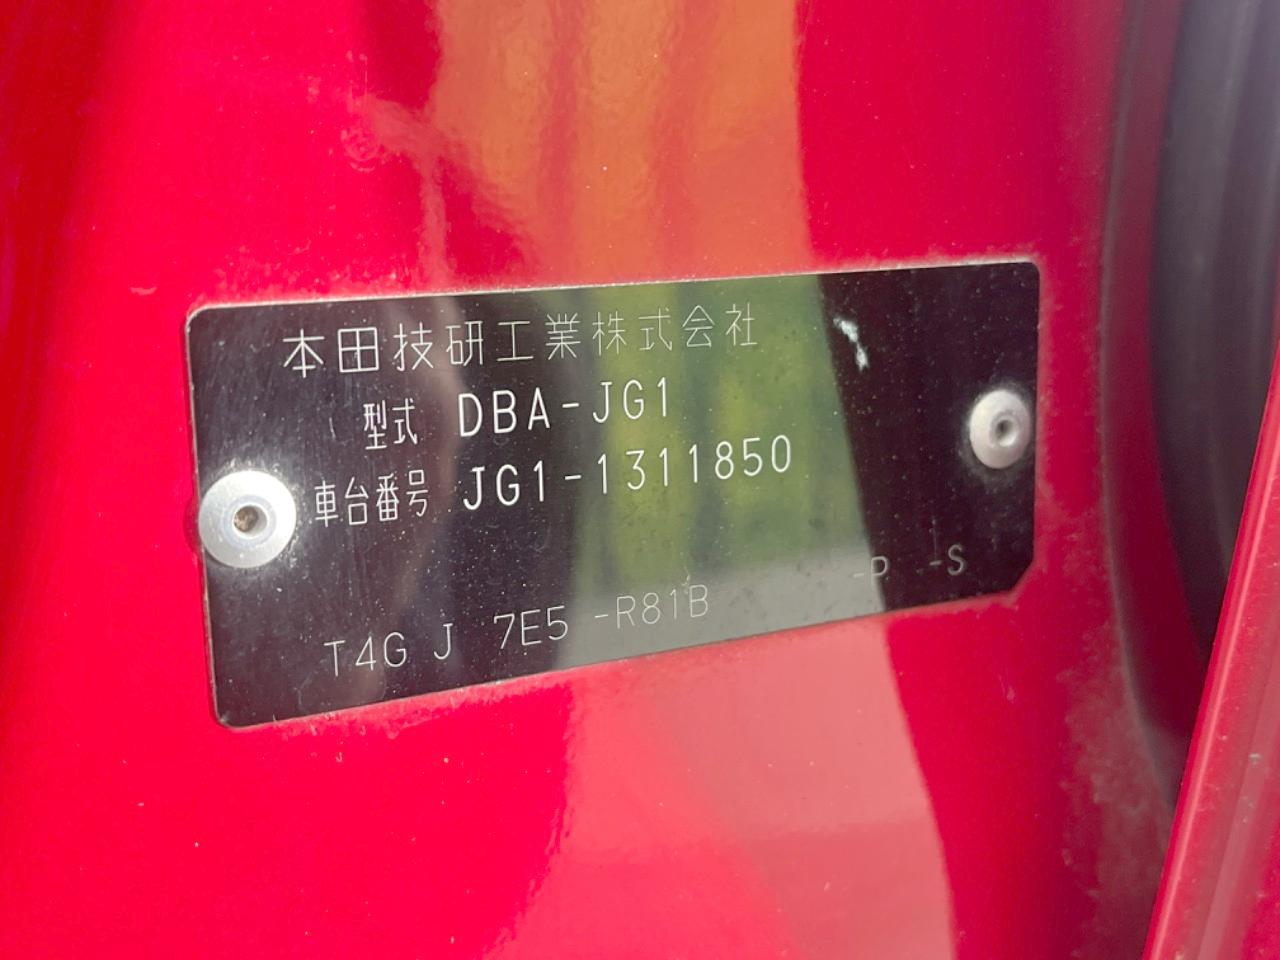 本田技研工業株式会社
型式 DBA-JG1
車台番号 JG1-1311850
T4G J 7E5 -R81B -P -S